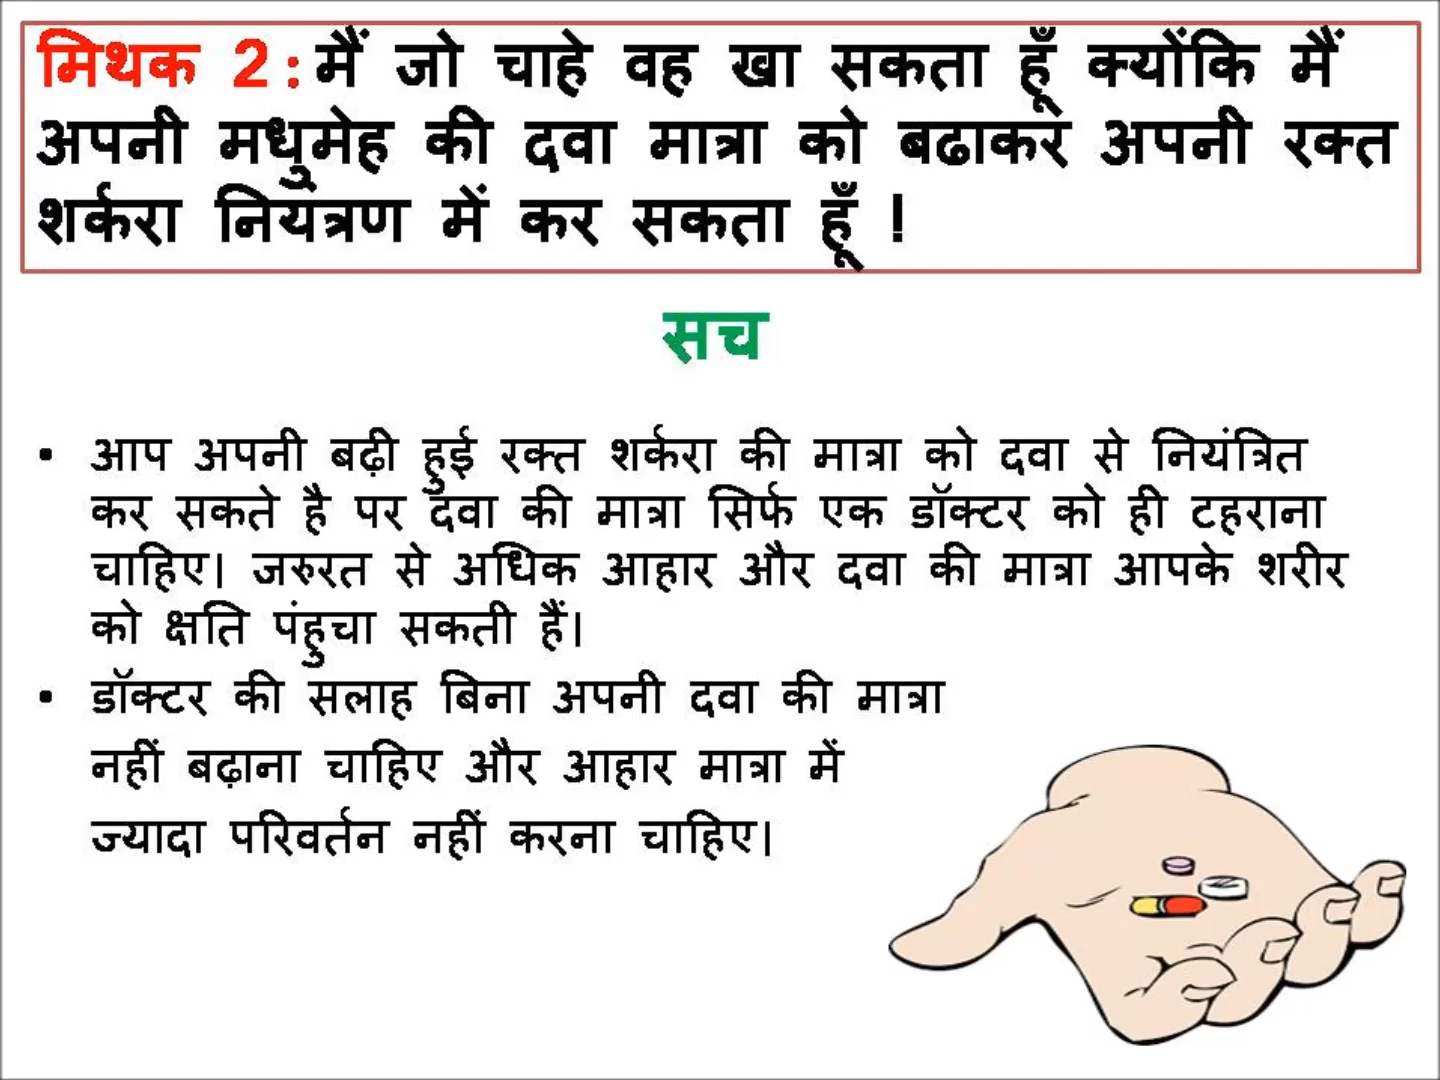 मिथक 2:मैं जो चाहे वह खा सकता हूँ क्योंकि मैं
अपनी मधुमेह की दवा मात्रा को बढाकर अपनी रक्त
शर्करा नियंत्रण में कर सकता हूँ !
सच
• आप अपनी बढ़ी हुई रक्त शर्करा की मात्रा को दवा से नियंत्रित
कर सकते है पर दवा की मात्रा सिर्फ एक डॉक्टर को ही टहराना
चाहिए। जरुरत से अधिक आहार और दवा की मात्रा आपके शरीर
को क्षति पंहुचा सकती हैं।
• डॉक्टर की सलाह बिना अपनी दवा की मात्रा
नहीं बढ़ाना चाहिए और आहार मात्रा में
ज्यादा परिवर्तन नहीं करना चाहिए।